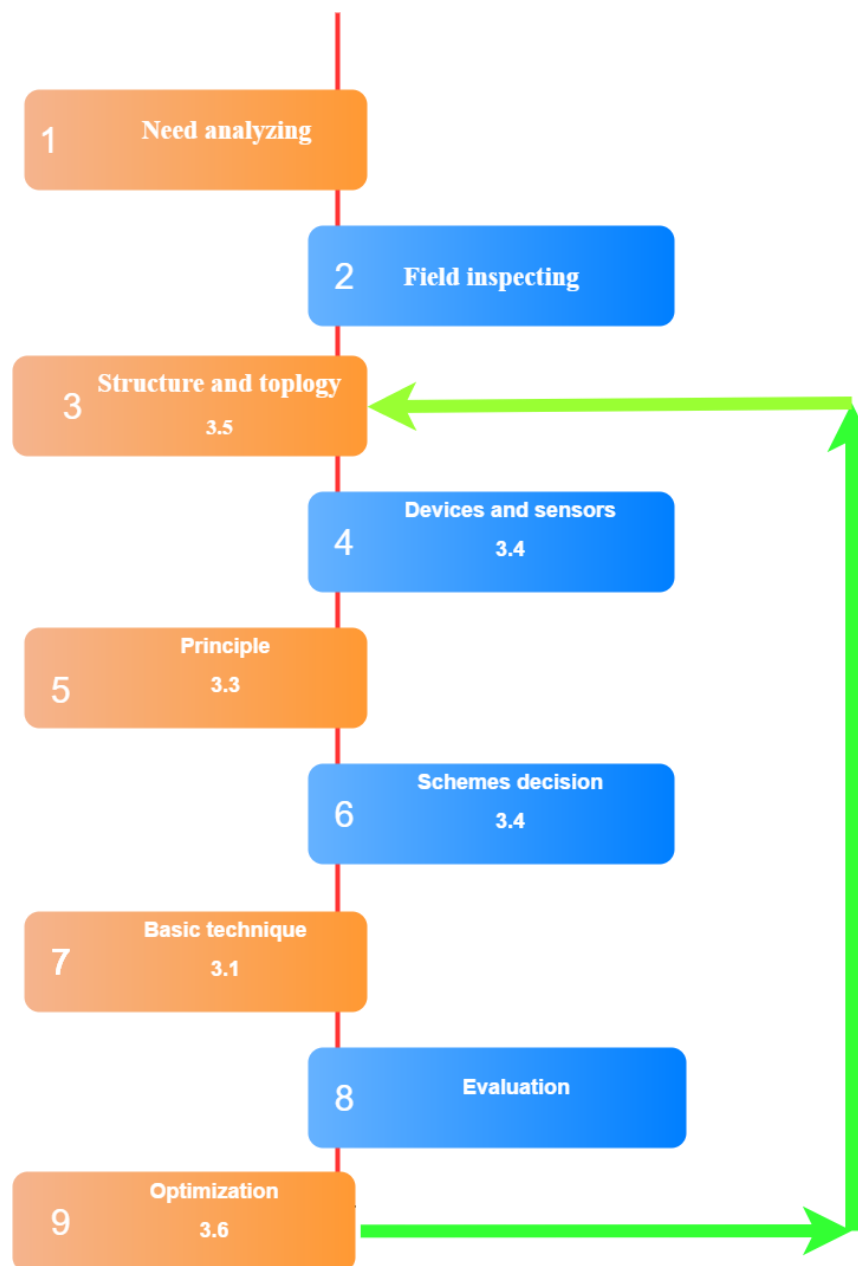 1
Need analyzing
2
Field inspecting
3
Structure and toplogy
3.5
4
Devices and sensors
3.4
5
Principle
3.3
6
Schemes decision
3.4
7
Basic technique
3.1
8
Evaluation
9
Optimization
3.6